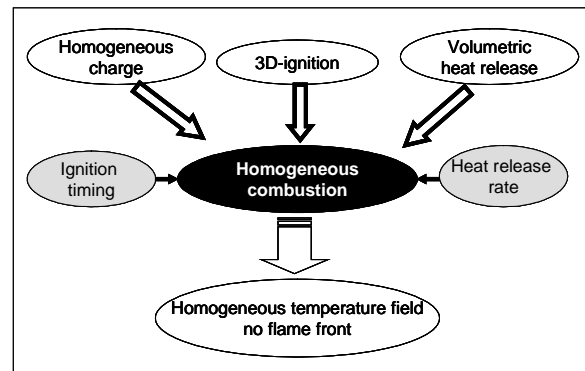 Homogeneous
charge
3D-ignition
Volumetric
heat release
Ignition
timing
Homogeneous
combustion
Heat release
rate
Homogeneous temperature field
no flame front